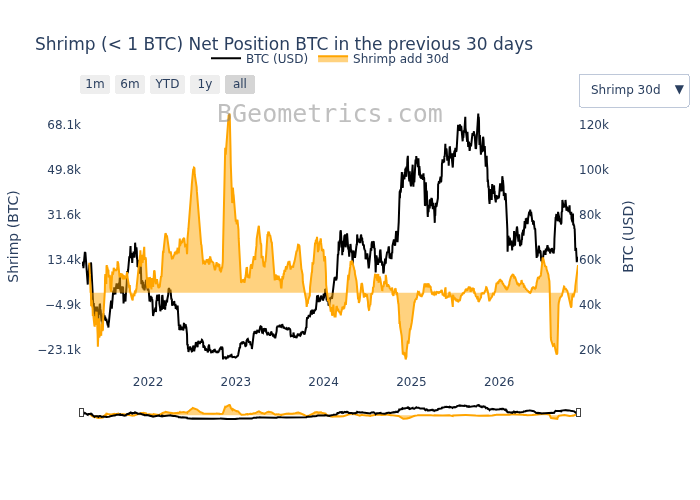 Shrimp (< 1 BTC) Net Position BTC in the previous 30 days
BTC (USD) Shrimp add 30d
1m 6m YTD 1y all
Shrimp 30d ▼
BGeometrics.com
68.1k
49.8k
31.6k
13.4k
−4.9k
−23.1k
Shrimp (BTC)
120k
100k
80k
60k
40k
20k
BTC (USD)
2022 2023 2024 2025 2026